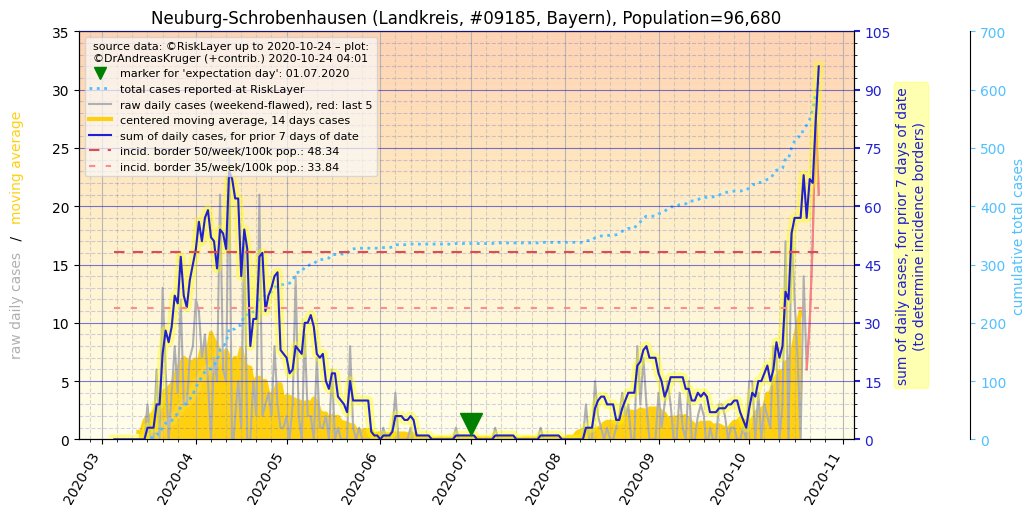 Neuburg-Schrobenhausen (Landkreis, #09185, Bayern), Population=96,680
source data: ©RiskLayer up to 2020-10-24 – plot:
©DrAndreasKruger (+contrib.) 2020-10-24 04:01
marker for 'expectation day': 01.07.2020
total cases reported at RiskLayer
raw daily cases (weekend-flawed), red: last 5
centered moving average, 14 days cases
sum of daily cases, for prior 7 days of date
incid. border 50/week/100k pop.: 48.34
incid. border 35/week/100k pop.: 33.84
raw daily cases / moving average
35
30
25
20
15
10
5
0
105
90
75
60
45
30
15
0
sum of daily cases, for prior 7 days of date
(to determine incidence borders)
700
600
500
400
300
200
100
0
cumulative total cases
2020-03
2020-04
2020-05
2020-06
2020-07
2020-08
2020-09
2020-10
2020-11